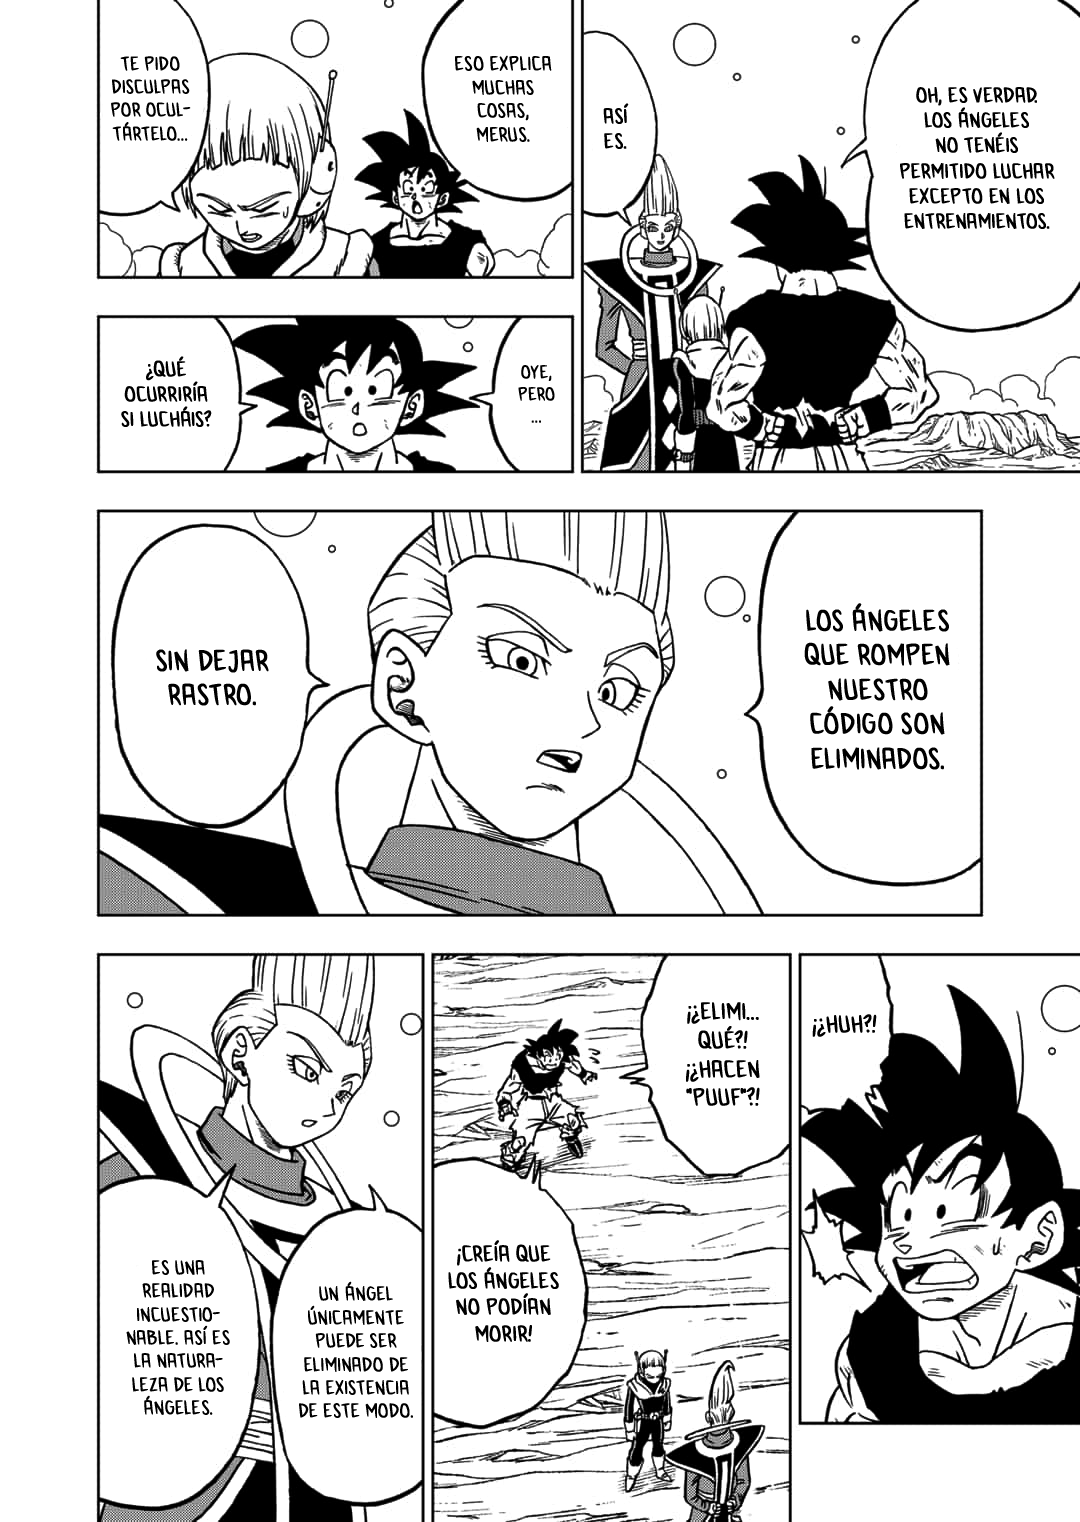 OH, ES VERDAD.
LOS ÁNGELES
NO TENÉIS
PERMITIDO LUCHAR
EXCEPTO EN LOS
ENTRENAMIENTOS.
ASÍ
ES.
ESO EXPLICA
MUCHAS
COSAS,
MERUS.
TE PIDO
DISCULPAS
POR OCUL-
TÁRTELO...
OYE,
PERO
...
¿QUÉ
OCURRIRÍA
SI LUCHÁIS?
LOS ÁNGELES
QUE ROMPEN
NUESTRO
CÓDIGO SON
ELIMINADOS.
SIN DEJAR
RASTRO.
¡¿HUH?!
¡¿ELIMI...
QUÉ?!
¡¿HACEN
"PUUF"?!
¡CREÍA QUE
LOS ÁNGELES
NO PODÍAN
MORIR!
UN ÁNGEL
ÚNICAMENTE
PUEDE SER
ELIMINADO DE
LA EXISTENCIA
DE ESTE MODO.
ES UNA
REALIDAD
INCUESTIO-
NABLE. ASÍ ES
LA NATURA-
LEZA DE LOS
ÁNGELES.